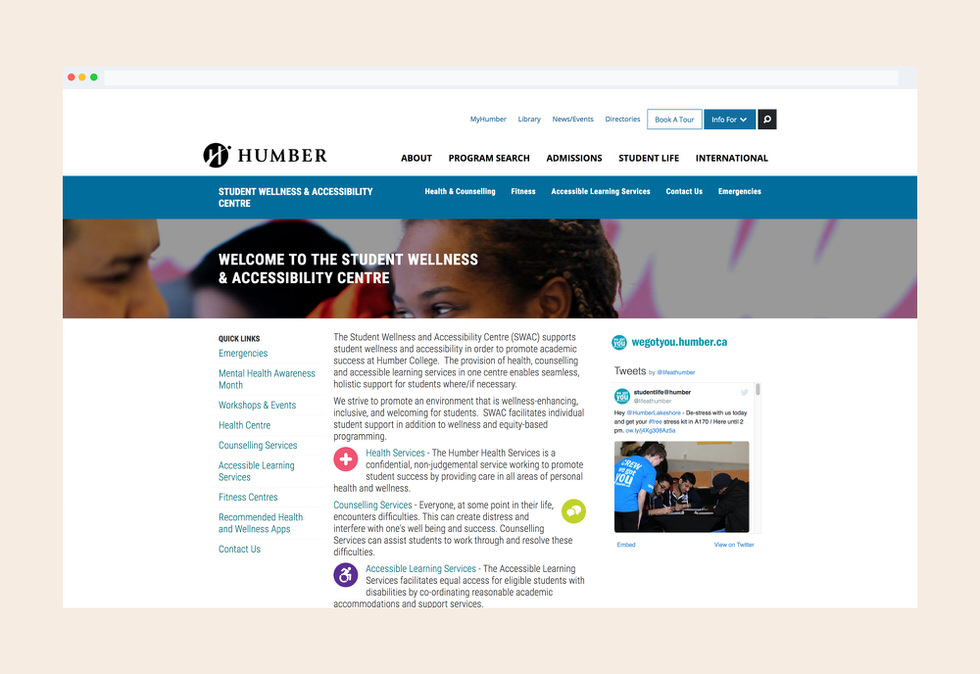 MyHumber Library News/Events Directories Book A Tour Info For
HUMBER
ABOUT PROGRAM SEARCH ADMISSIONS STUDENT LIFE INTERNATIONAL
STUDENT WELLNESS & ACCESSIBILITY
CENTRE
Health & Counselling Fitness Accessible Learning Services Contact Us Emergencies
WELCOME TO THE STUDENT WELLNESS
& ACCESSIBILITY CENTRE
QUICK LINKS
Emergencies
Mental Health Awareness
Month
Workshops & Events
Health Centre
Counselling Services
Accessible Learning
Services
Fitness Centres
Recommended Health
and Wellness Apps
Contact Us
The Student Wellness and Accessibility Centre (SWAC) supports
student wellness and accessibility in order to promote academic
success at Humber College. The provision of health, counselling
and accessible learning services in one centre enables seamless,
holistic support for students where/if necessary.
We strive to promote an environment that is wellness-enhancing,
inclusive, and welcoming for students. SWAC facilitates individual
student support in addition to wellness and equity-based
programming.
Health Services - The Humber Health Services is a
confidential, non-judgemental service working to promote
student success by providing care in all areas of personal
health and wellness.
Counselling Services - Everyone, at some point in their life,
encounters difficulties. This can create distress and
interfere with one's well being and success. Counselling
Services can assist students to work through and resolve these
difficulties.
Accessible Learning Services - The Accessible Learning
Services facilitates equal access for eligible students with
disabilities by co-ordinating reasonable academic
accommodations and support services.
WE GOT
YOU
wegotyou.humber.ca
Tweets by @lifeathumber
WE GOT
YOU
studentlife@humber
@lifeathumber
Hey @HumberLakeshore - De-stress with us today
and get your #free stress kit in A170 / Here until 2
pm.
CREW
we got
YOU
Embed View on Twitter